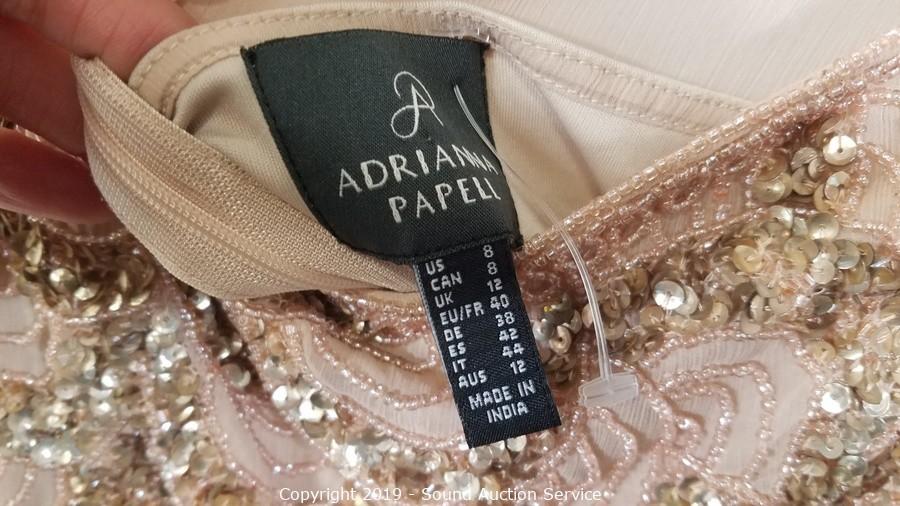 ADRIANNA
PAPELL
US 8
CAN 8
UK 12
EU/FR 40
DE 38
ES 42
IT 44
AUS 12
MADE IN
INDIA
Copyright 2019 - Sound Auction Service